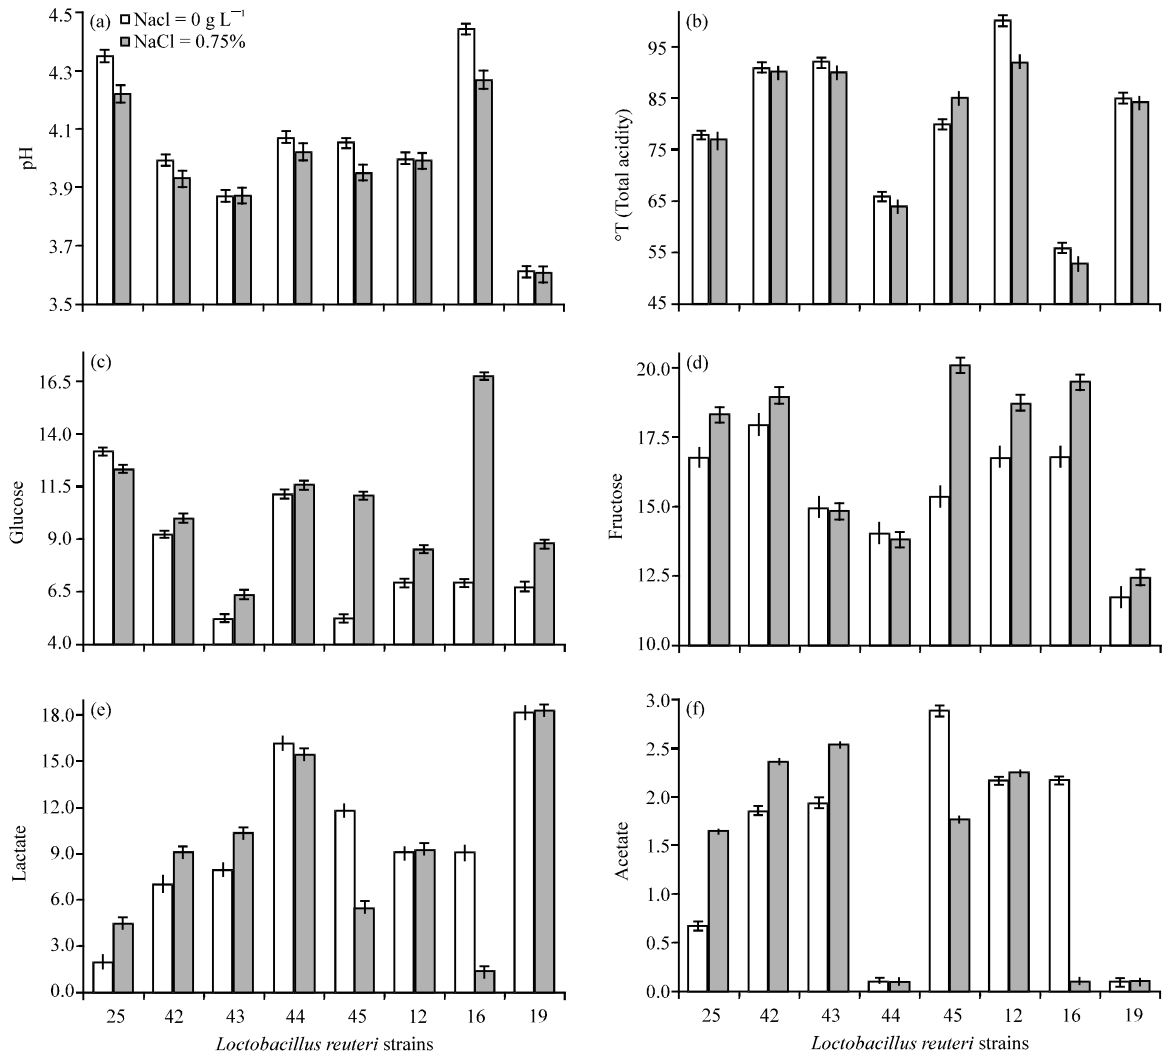 (a)
Nacl = 0 g L⁻¹
NaCl = 0.75%
4.5
4.3
4.1
3.9
3.7
3.5
pH
(b)
95
85
75
65
55
45
°T (Total acidity)
(c)
16.5
14.0
11.5
9.0
6.5
4.0
Glucose
(d)
20.0
17.5
15.0
12.5
10.0
Fructose
(e)
18.0
15.0
12.0
9.0
6.0
3.0
0.0
Lactate
25 42 43 44 45 12 16 19
Loctobacillus reuteri strains
(f)
3.0
2.5
2.0
1.5
1.0
0.5
0.0
Acetate
25 42 43 44 45 12 16 19
Loctobacillus reuteri strains